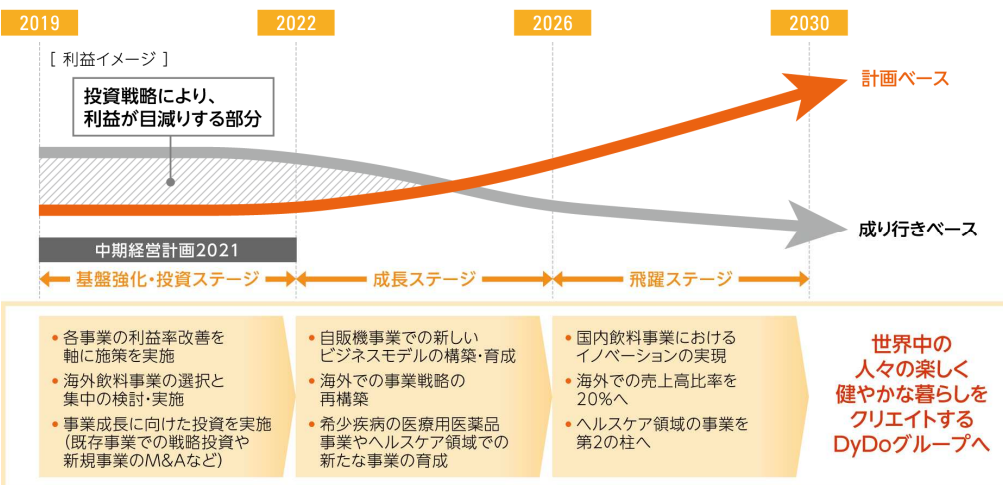 2019
2022
2026
2030
[ 利益イメージ ]
投資戦略により、
利益が目減りする部分
計画ベース
成り行きベース
中期経営計画2021
基盤強化・投資ステージ
成長ステージ
飛躍ステージ
• 各事業の利益率改善を
軸に施策を実施
• 海外飲料事業の選択と
集中の検討・実施
• 事業成長に向けた投資を実施
(既存事業での戦略投資や
新規事業のM&Aなど)
• 自販機事業での新しい
ビジネスモデルの構築・育成
• 海外での事業戦略の
再構築
• 希少疾病の医療用医薬品
事業やヘルスケア領域での
新たな事業の育成
• 国内飲料事業における
イノベーションの実現
• 海外での売上高比率を
20%へ
• ヘルスケア領域の事業を
第2の柱へ
世界中の
人々の楽しく
健やかな暮らしを
クリエイトする
DyDoグループへ